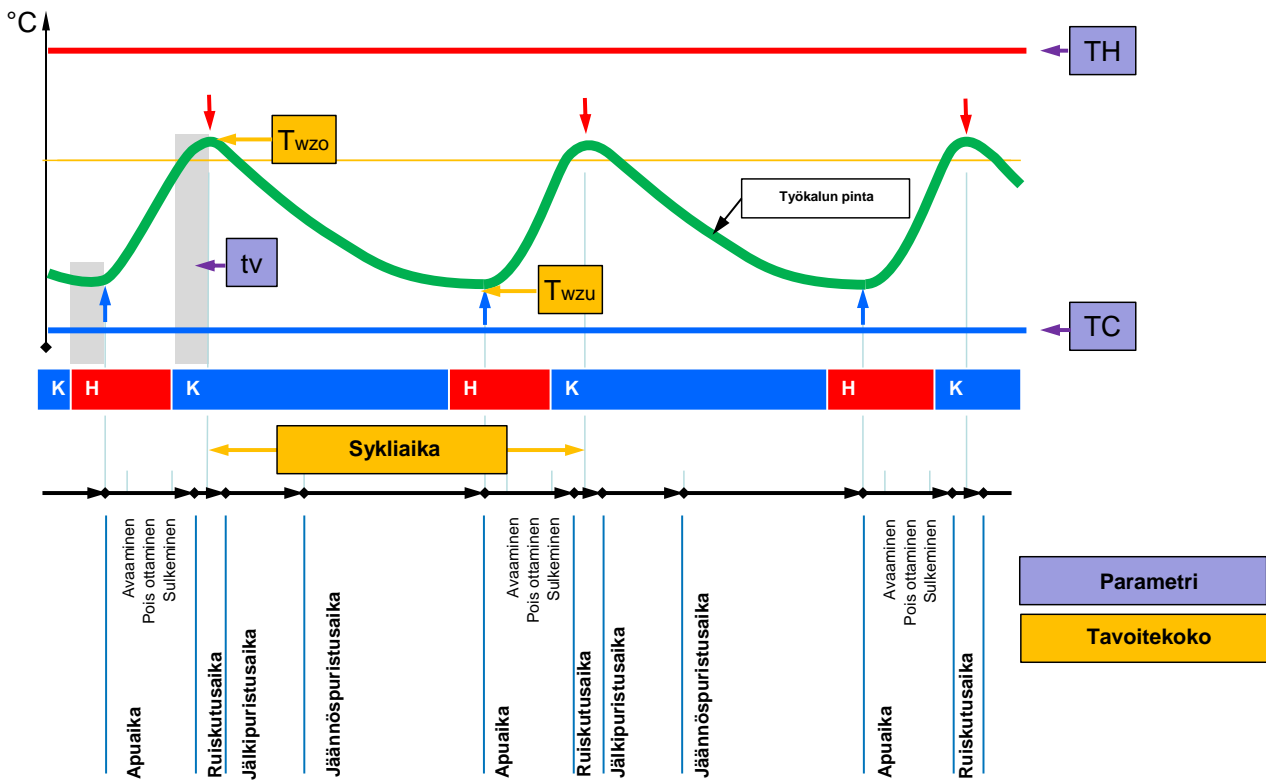 °C
TH
Twzo
Työkalun pinta
tv
Twzu
TC
K H K H K H K
Sykliaika
Avaaminen
Pois ottaminen
Sulkeminen
Avaaminen
Pois ottaminen
Sulkeminen
Avaaminen
Pois ottaminen
Sulkeminen
Apuaika
Ruiskutusaika
Jälkipuristusaika
Jäännöspuristusaika
Apuaika
Ruiskutusaika
Jälkipuristusaika
Jäännöspuristusaika
Apuaika
Ruiskutusaika
Parametri
Tavoitekoko